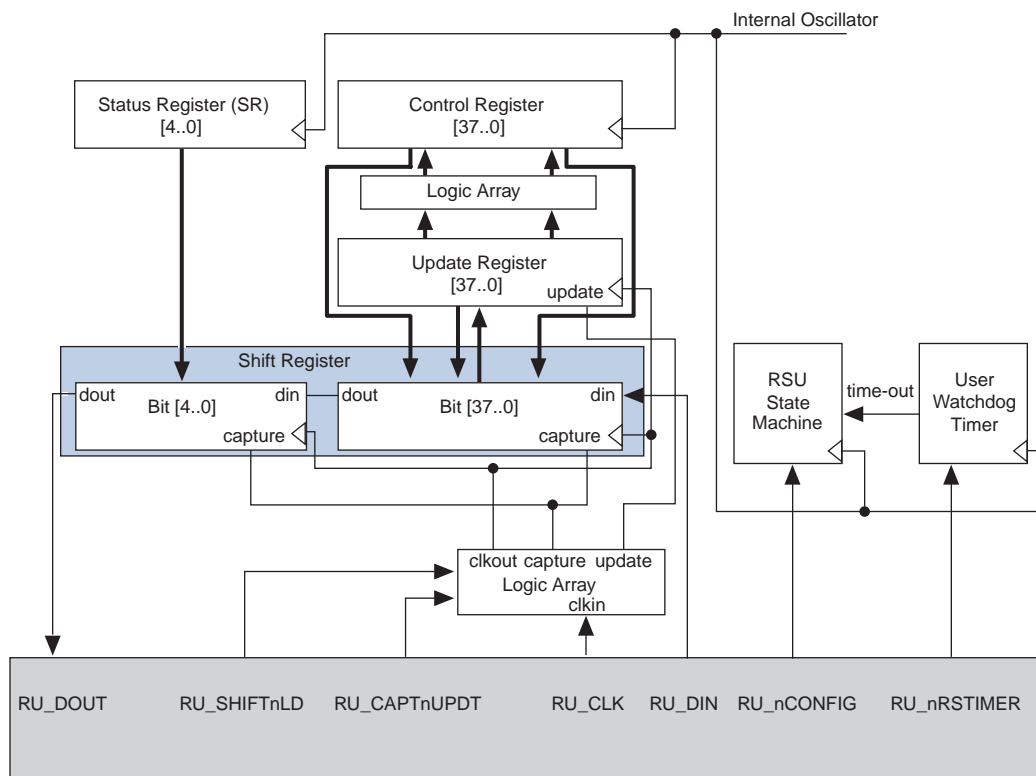 Internal Oscillator
Status Register (SR)
[4..0]
Control Register
[37..0]
Logic Array
Update Register
[37..0]
update
Shift Register
dout
Bit [4..0]
din
capture
dout
Bit [37..0]
din
capture
RSU
State
Machine
time-out
User
Watchdog
Timer
clkout capture update
Logic Array
clkin
RU_DOUT
RU_SHIFTnLD
RU_CAPTnUPDT
RU_CLK
RU_DIN
RU_nCONFIG
RU_nRSTIMER